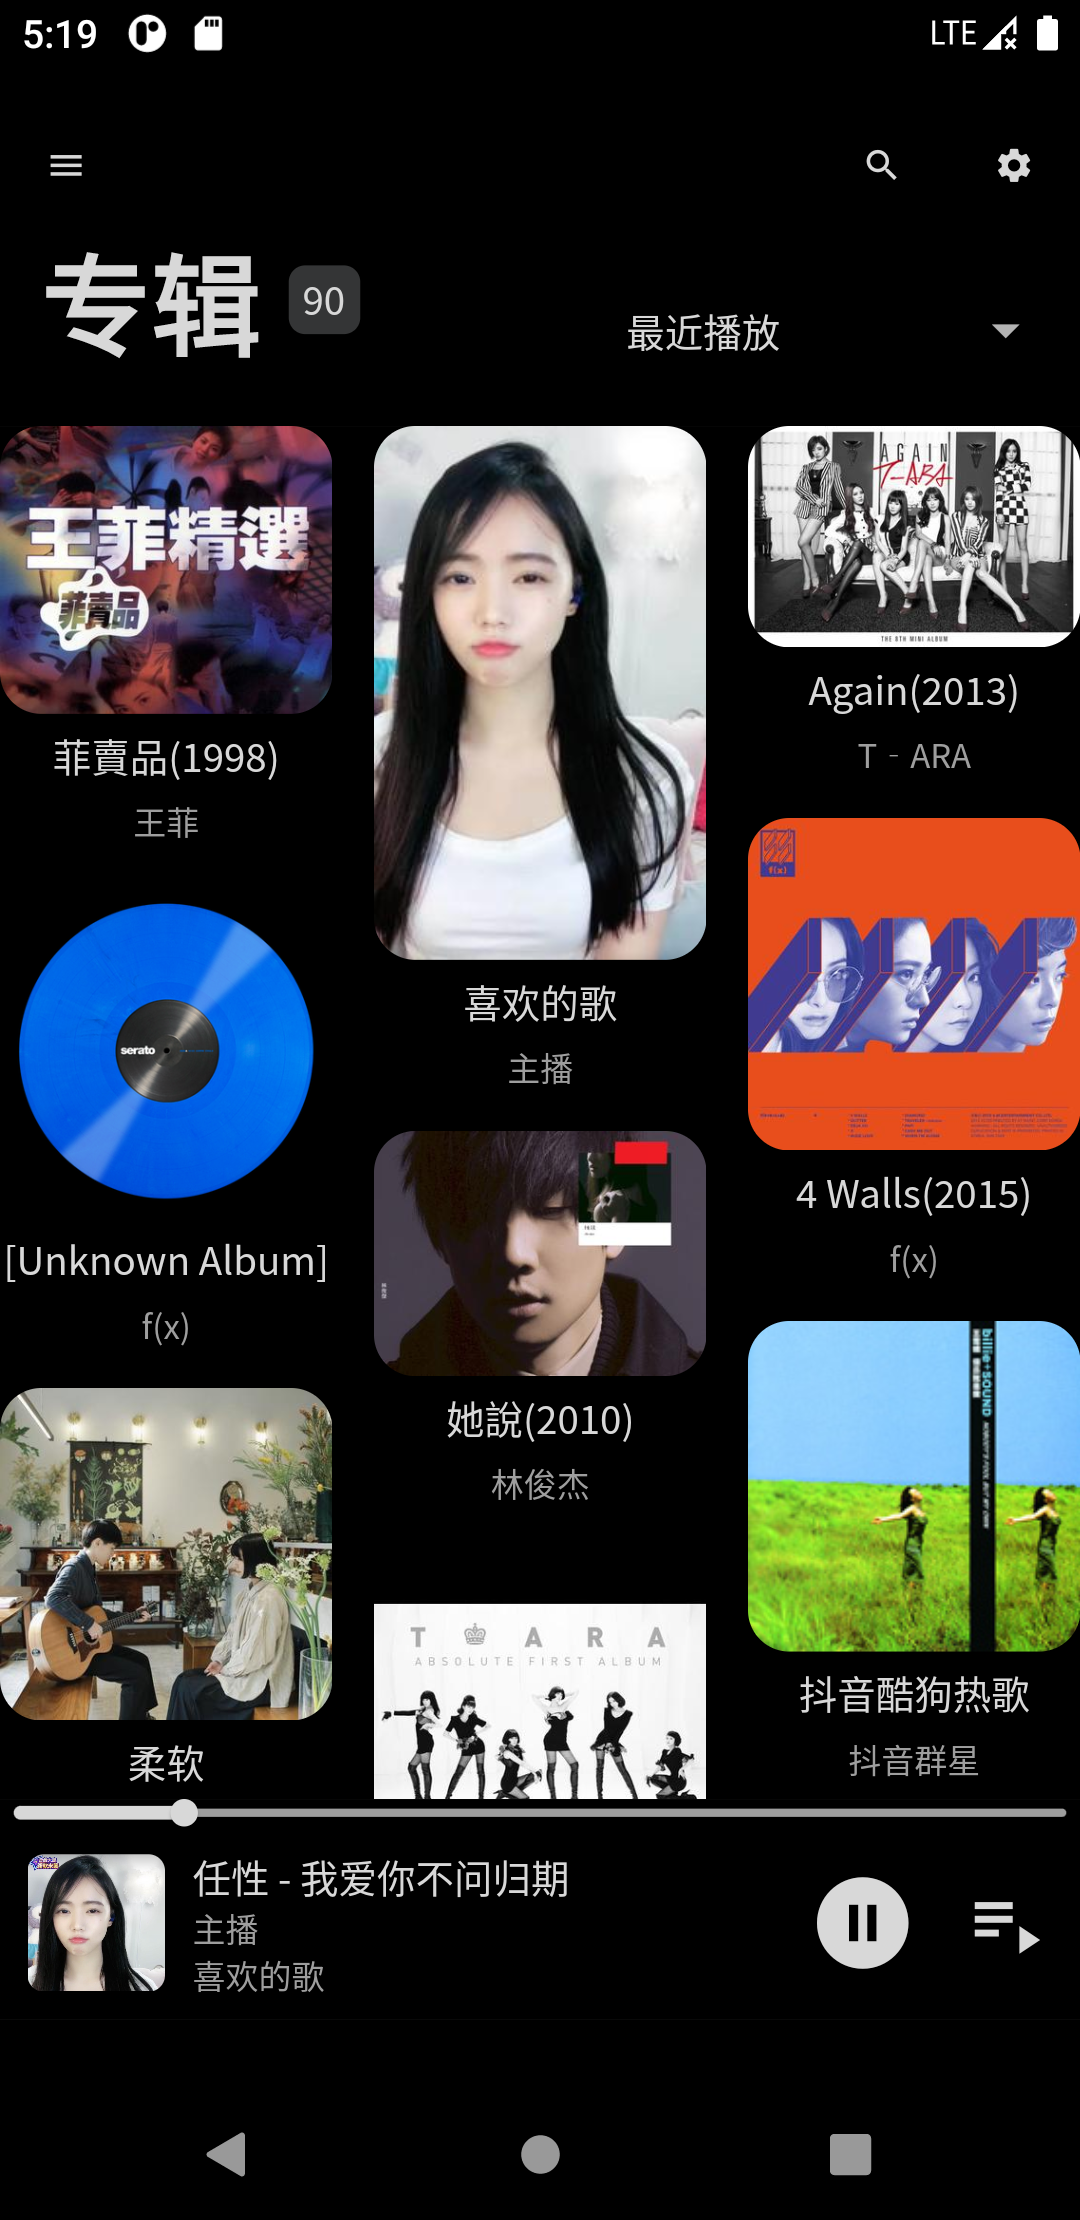 5:19
LTE
专辑
90
最近播放
王菲精選
菲賣品
菲賣品(1998)
王菲
喜欢的歌
主播
AGAIN
T-ARA
THE 8TH MINI ALBUM
Again(2013)
T - ARA
serato
[Unknown Album]
f(x)
f(x)
4 Walls(2015)
f(x)
她說(2010)
林俊杰
billie+SOUND
抖音酷狗热歌
抖音群星
柔软
T ARA
ABSOLUTE FIRST ALBUM
任性 - 我爱你不问归期
主播
喜欢的歌